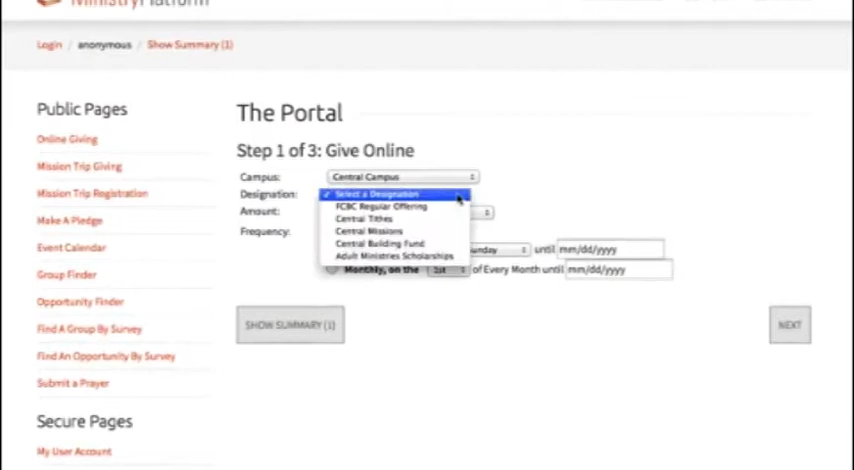 MinistryPlatform
Login / anonymous / Show Summary (1)
Public Pages
Online Giving
Mission Trip Giving
Mission Trip Registration
Make A Pledge
Event Calendar
Group Finder
Opportunity Finder
Find A Group By Survey
Find An Opportunity By Survey
Submit a Prayer
Secure Pages
My User Account
The Portal
Step 1 of 3: Give Online
Campus: Central Campus
Designation: ✓ Select a Designation
FCBC Regular Offering
Central Tithes
Central Missions
Central Building Fund
Adult Ministries Scholarships
Amount:
Frequency:
unday until mm/dd/yyyy
Monthly, on the 1st of Every Month until mm/dd/yyyy
SHOW SUMMARY (1)
NEXT